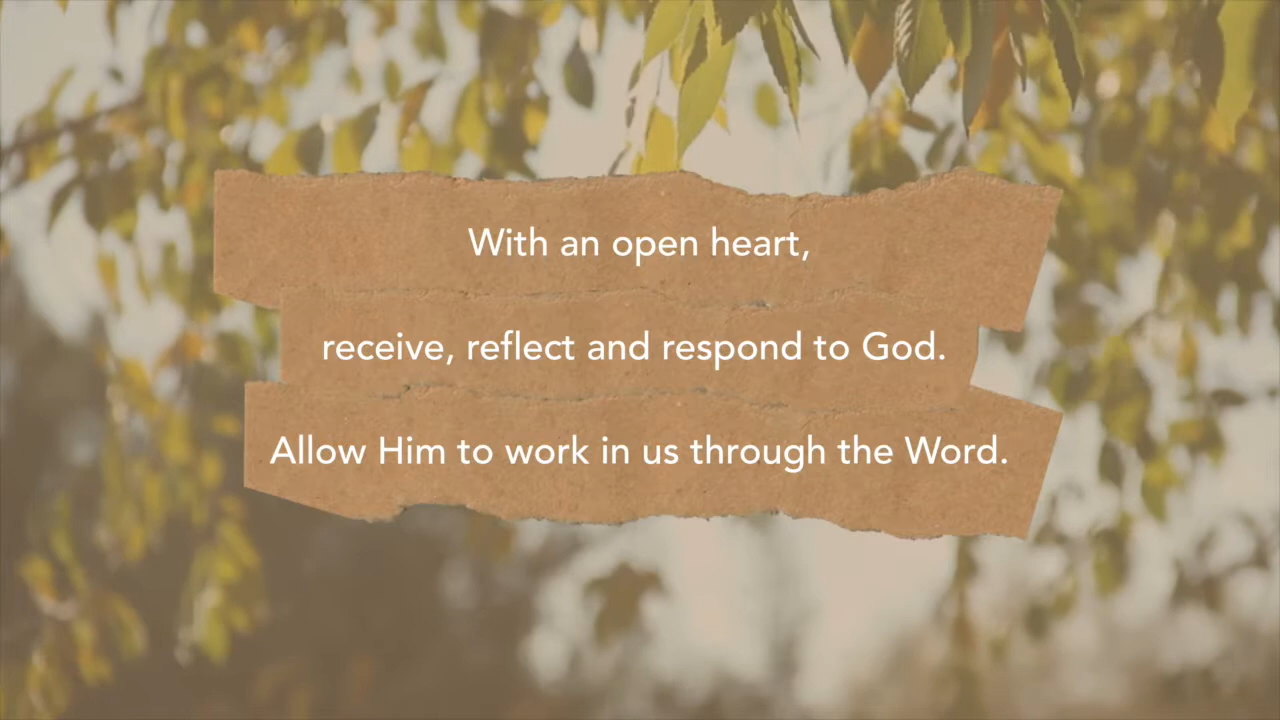 With an open heart,
receive, reflect and respond to God.
Allow Him to work in us through the Word.